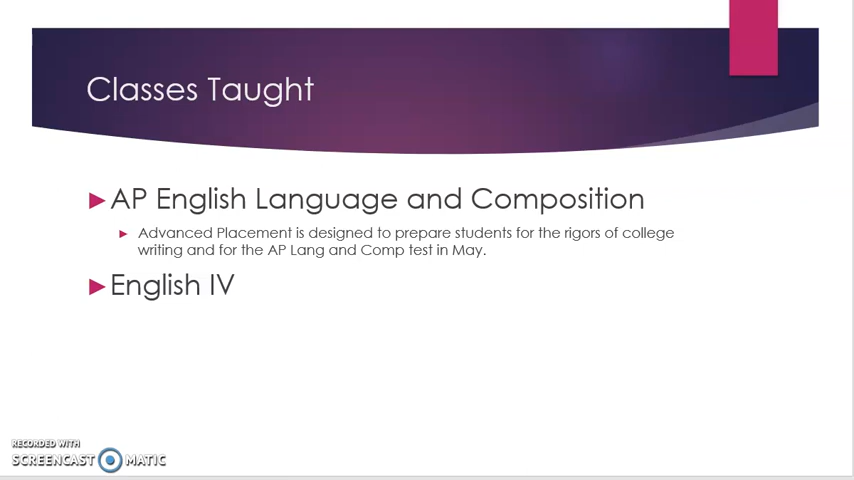 Classes Taught
AP English Language and Composition
Advanced Placement is designed to prepare students for the rigors of college
writing and for the AP Lang and Comp test in May.
English IV
RECORDED WITH
SCREENCAST MATIC